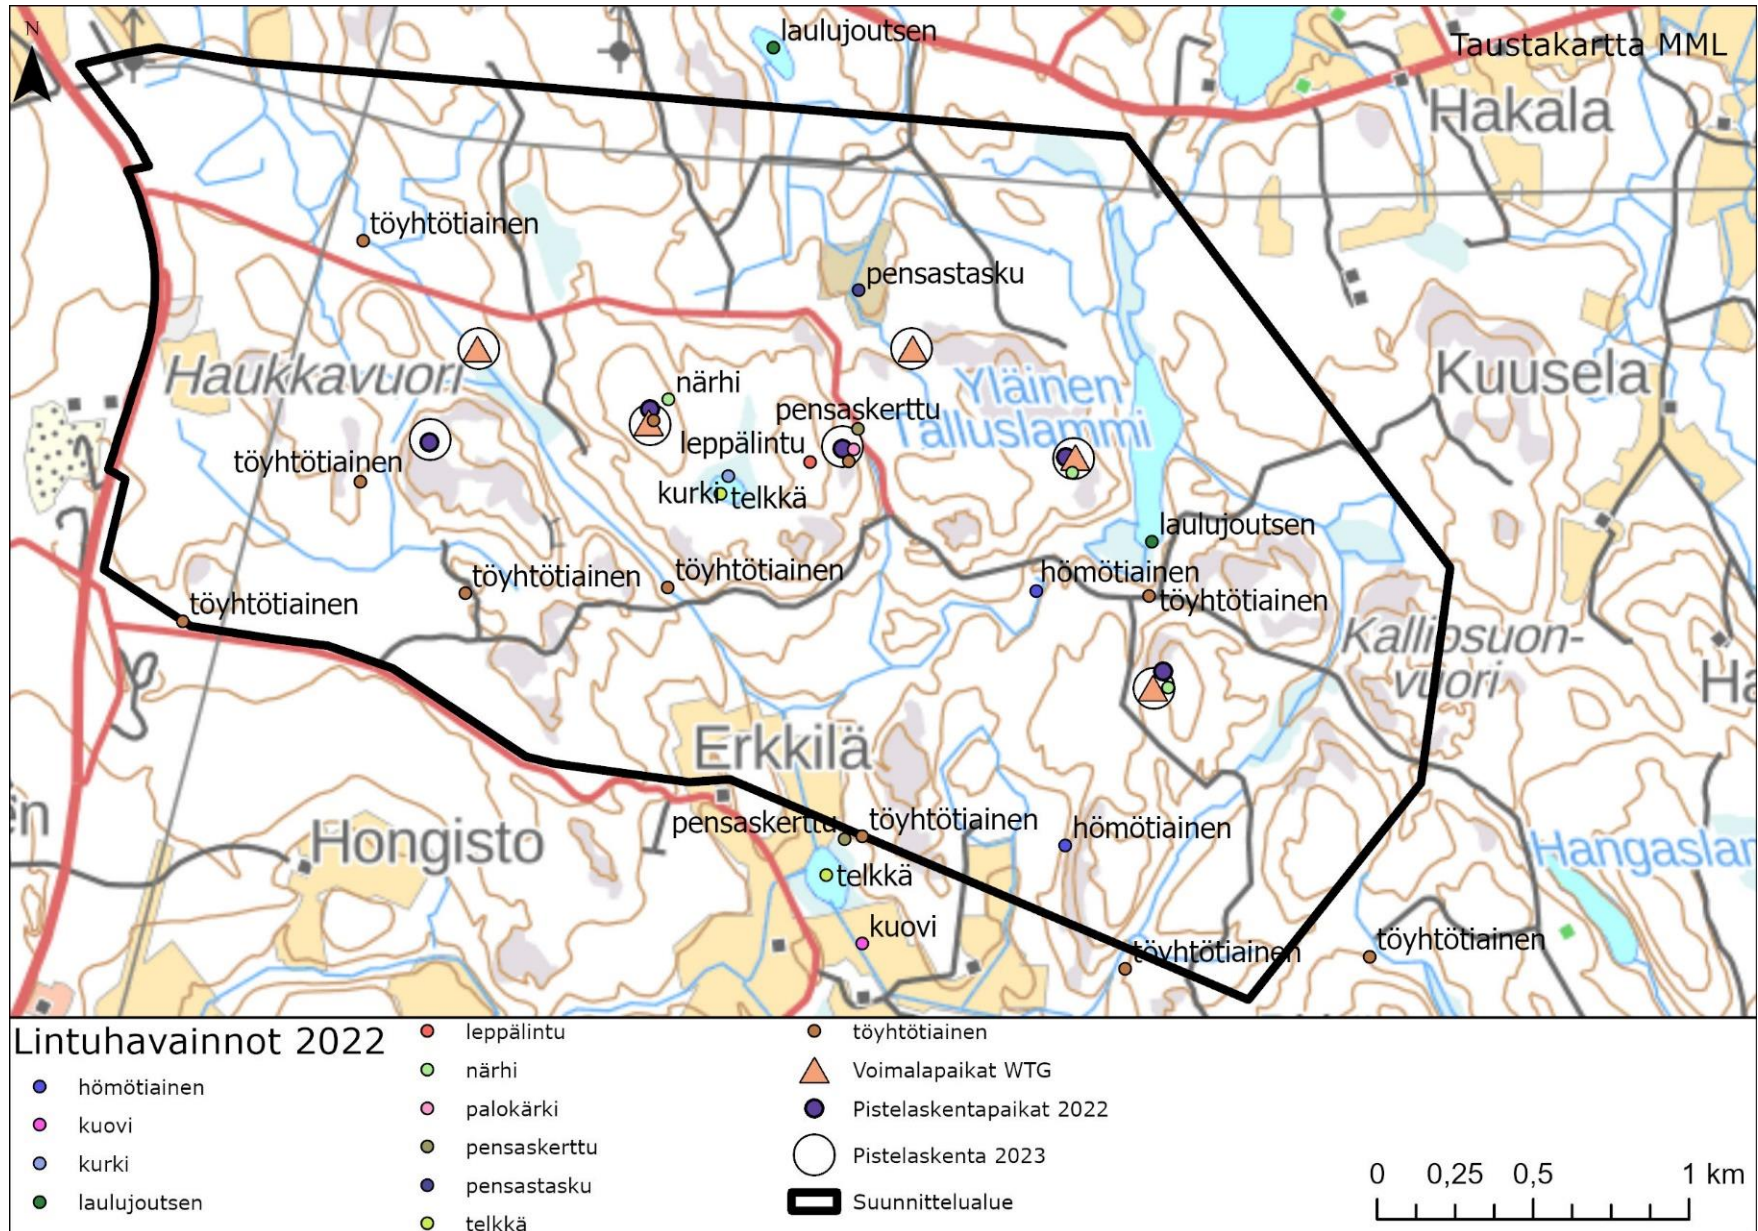 N
laulujoutsen
Taustakartta MML
Hakala
töyhtötiainen
pensastasku
Haukkavuori
närhi
Yläinen
Talluslammi
Kuusela
pensaskerttu
leppälintu
töyhtötiainen
kurki
telkkä
laulujoutsen
töyhtötiainen
töyhtötiainen
hömötiainen
töyhtötiainen
töyhtötiainen
Kalliosuon-
vuori
Ha
Erkkilä
Hongisto
pensaskerttu
töyhtötiainen
hömötiainen
Hangaslam
telkkä
kuovi
töyhtötiainen
töyhtötiainen
Lintuhavainnot 2022
hömötiainen
kuovi
kurki
laulujoutsen
leppälintu
närhi
palokärki
pensaskerttu
pensastasku
telkkä
töyhtötiainen
Voimalapaikat WTG
Pistelaskentapaikat 2022
Pistelaskenta 2023
Suunnittelualue
0 0,25 0,5 1 km